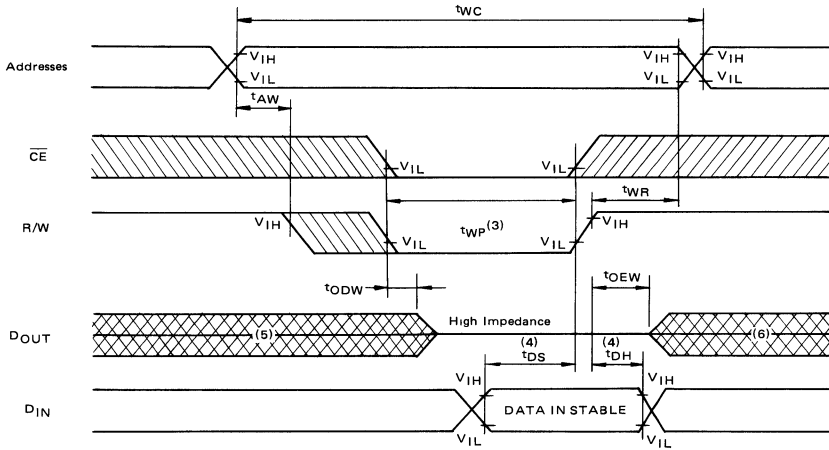 tWC
Addresses
VIH
VIL
VIH
VIL
VIH
VIL
tAW
CE
VIL
VIL
tWR
R/W
VIH
VIL
tWP(3)
VIL
VIH
tODW
tOEW
DOUT
(5)
High Impedance
(6)
(4)
tDS
(4)
tDH
DIN
VIH
VIL
DATA IN STABLE
VIH
VIL